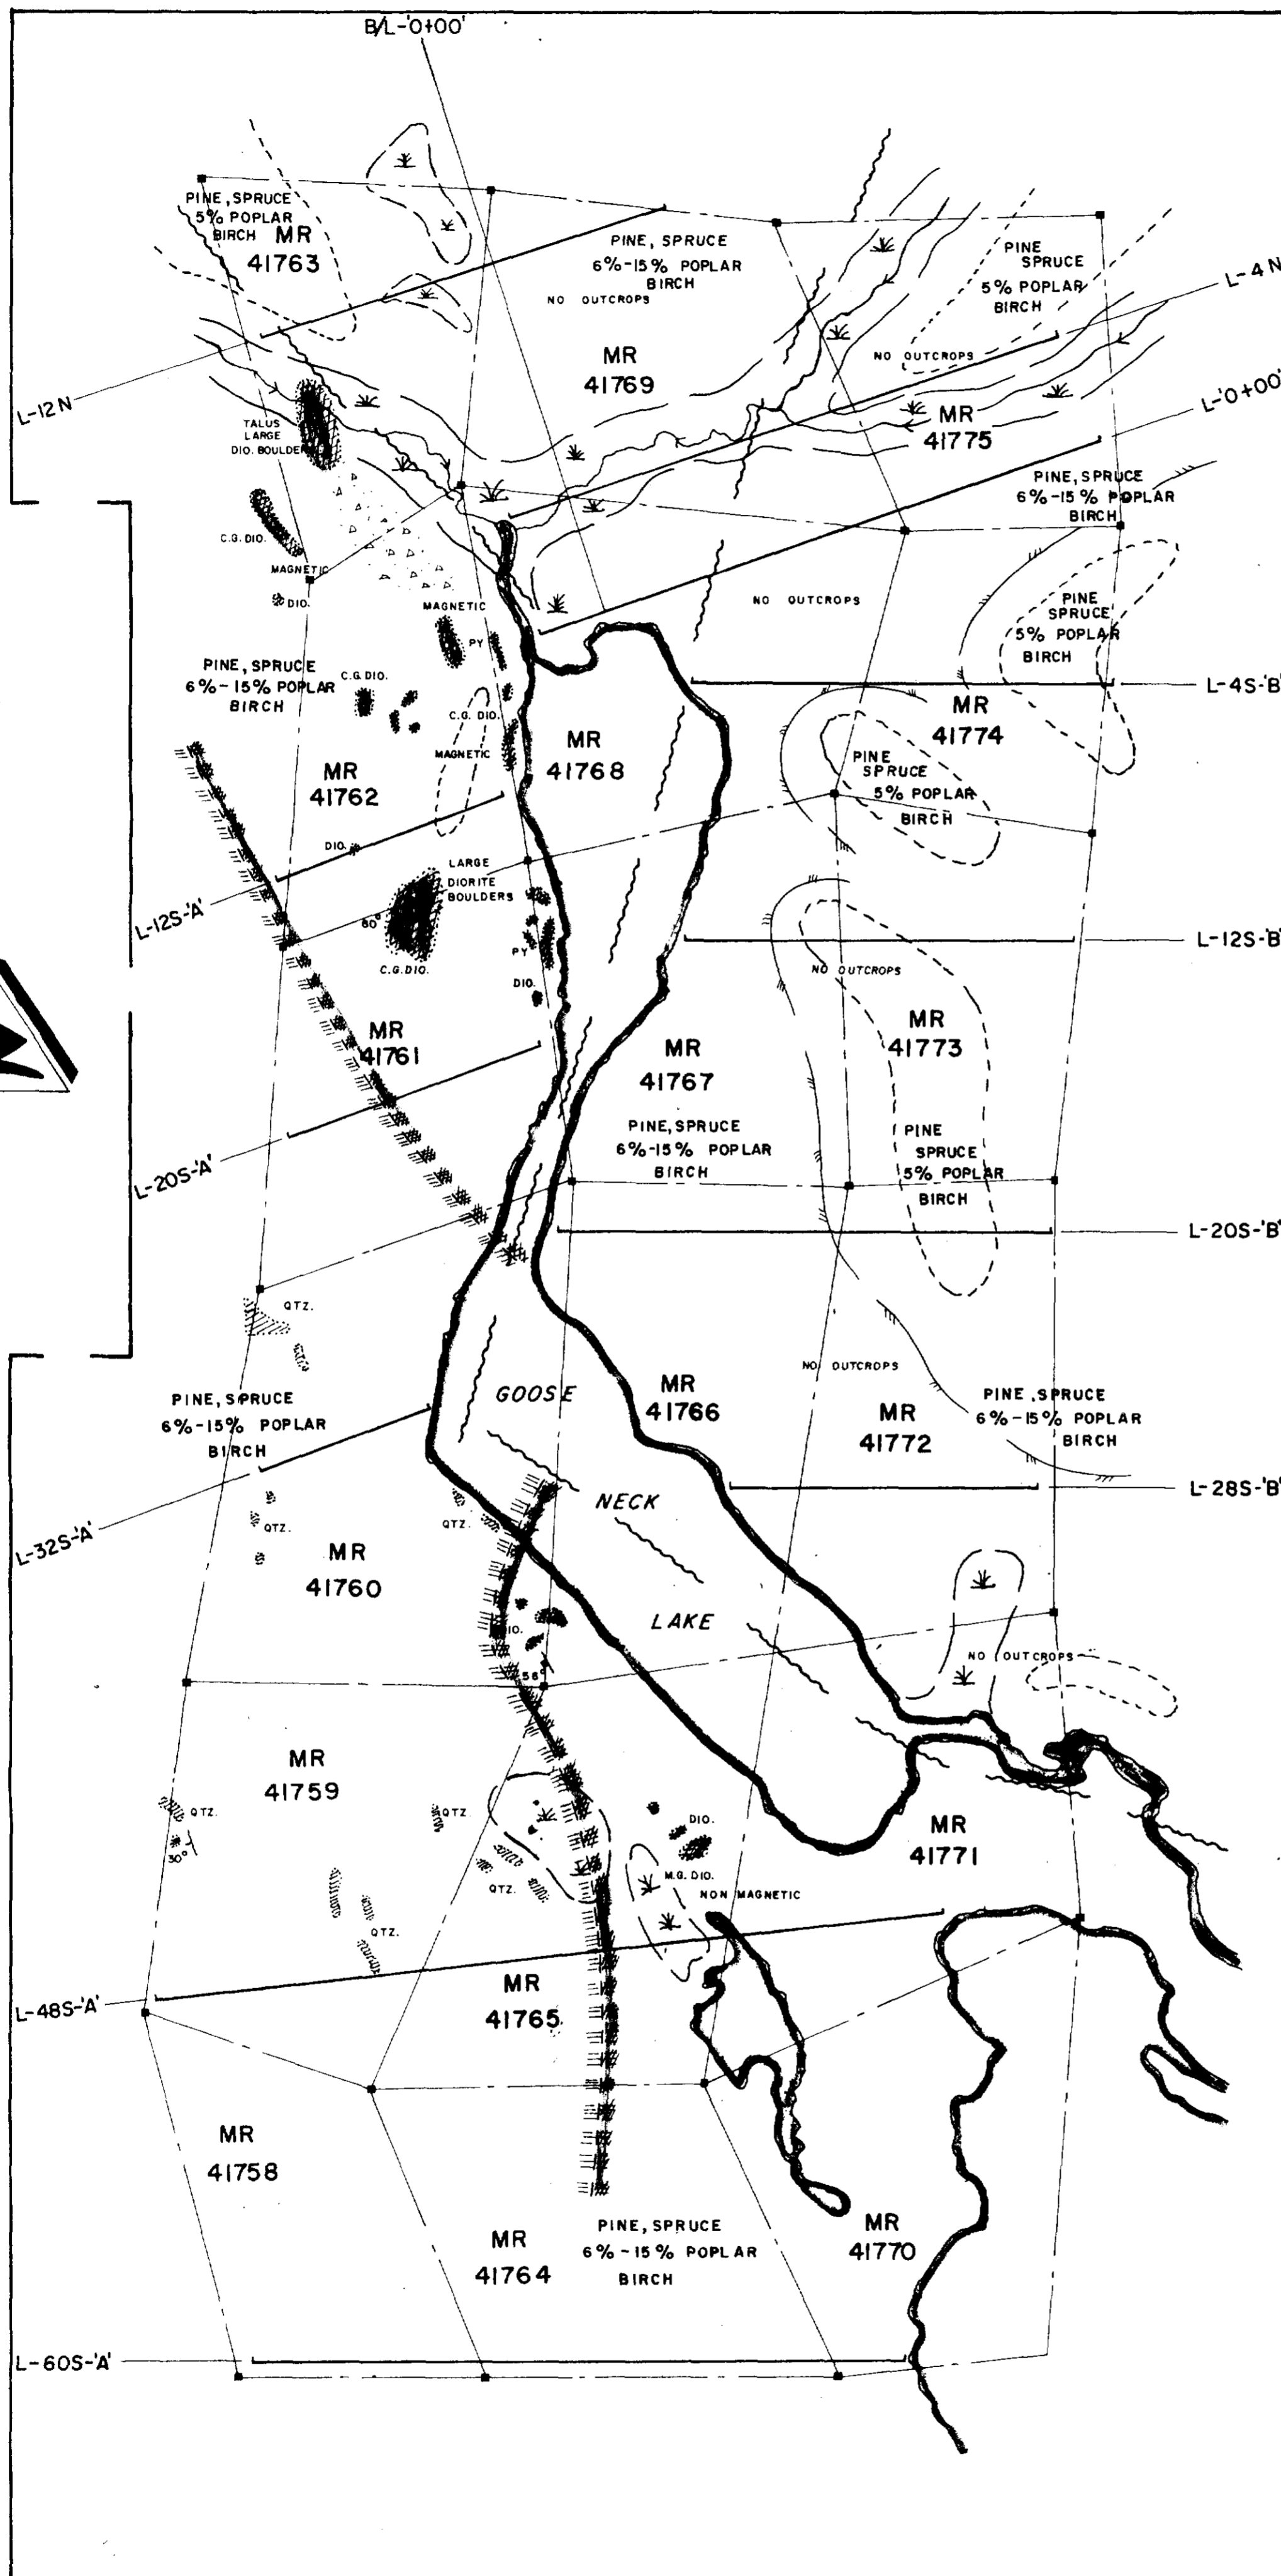 B/L-'0+00'
PINE, SPRUCE
5% POPLAR
BIRCH
MR
41763
PINE, SPRUCE
6%-15% POPLAR
BIRCH
NO OUTCROPS
MR
41769
PINE
SPRUCE
5% POPLAR
BIRCH
NO OUTCROPS
L-4N
L-12N
MR
41775
L-'0+00'
TALUS
LARGE
DIO. BOULDER
C.G. DIO.
MAGNETIC
DIO.
MAGNETIC
PY
PINE, SPRUCE
6%-15% POPLAR
BIRCH
NO OUTCROPS
PINE
SPRUCE
5% POPLAR
BIRCH
PINE, SPRUCE
6%-15% POPLAR
BIRCH
C.G. DIO.
C.G. DIO.
MAGNETIC
L-4S-'B'
MR
41774
MR
41768
MR
41762
PINE
SPRUCE
5% POPLAR
BIRCH
DIO.
LARGE
DIORITE
BOULDERS
60°
C.G. DIO.
PY
DIO.
L-12S-'A'
L-12S-'B'
NO OUTCROPS
MR
41761
MR
41767
MR
41773
PINE, SPRUCE
6%-15% POPLAR
BIRCH
PINE
SPRUCE
5% POPLAR
BIRCH
L-20S-'A'
L-20S-'B'
QTZ.
NO OUTCROPS
GOOSE
MR
41766
MR
41772
PINE, SPRUCE
6%-15% POPLAR
BIRCH
PINE, SPRUCE
6%-15% POPLAR
BIRCH
L-28S-'B'
NECK
QTZ.
QTZ.
L-32S-'A'
MR
41760
LAKE
IO.
58°
NO OUTCROPS
MR
41759
QTZ.
30°
QTZ
DIO.
MR
41771
M.G. DIO.
NON MAGNETIC
QTZ.
QTZ.
L-48S-'A'
MR
41765
MR
41758
PINE, SPRUCE
6%-15% POPLAR
BIRCH
MR
41764
MR
41770
L-60S-'A'